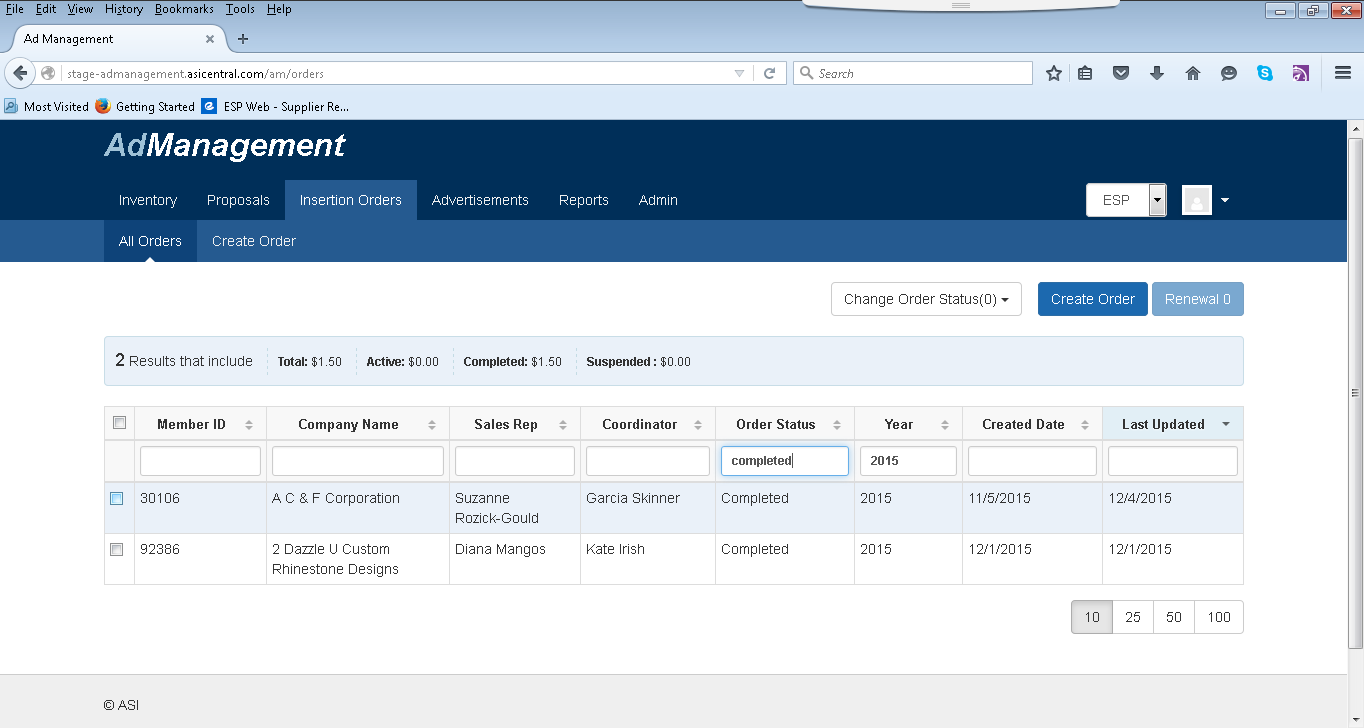 File Edit View History Bookmarks Tools Help
Ad Management
stage-admanagement.asicentral.com/am/orders
Search
Most Visited Getting Started ESP Web - Supplier Re...
AdManagement
Inventory Proposals Insertion Orders Advertisements Reports Admin ESP
All Orders Create Order
Change Order Status(0) Create Order Renewal 0
2 Results that include Total: $1.50 Active: $0.00 Completed: $1.50 Suspended : $0.00
Member ID Company Name Sales Rep Coordinator Order Status Year Created Date Last Updated
completed 2015
30106 A C & F Corporation Suzanne Rozick-Gould Garcia Skinner Completed 2015 11/5/2015 12/4/2015
92386 2 Dazzle U Custom Rhinestone Designs Diana Mangos Kate Irish Completed 2015 12/1/2015 12/1/2015
10 25 50 100
© ASI